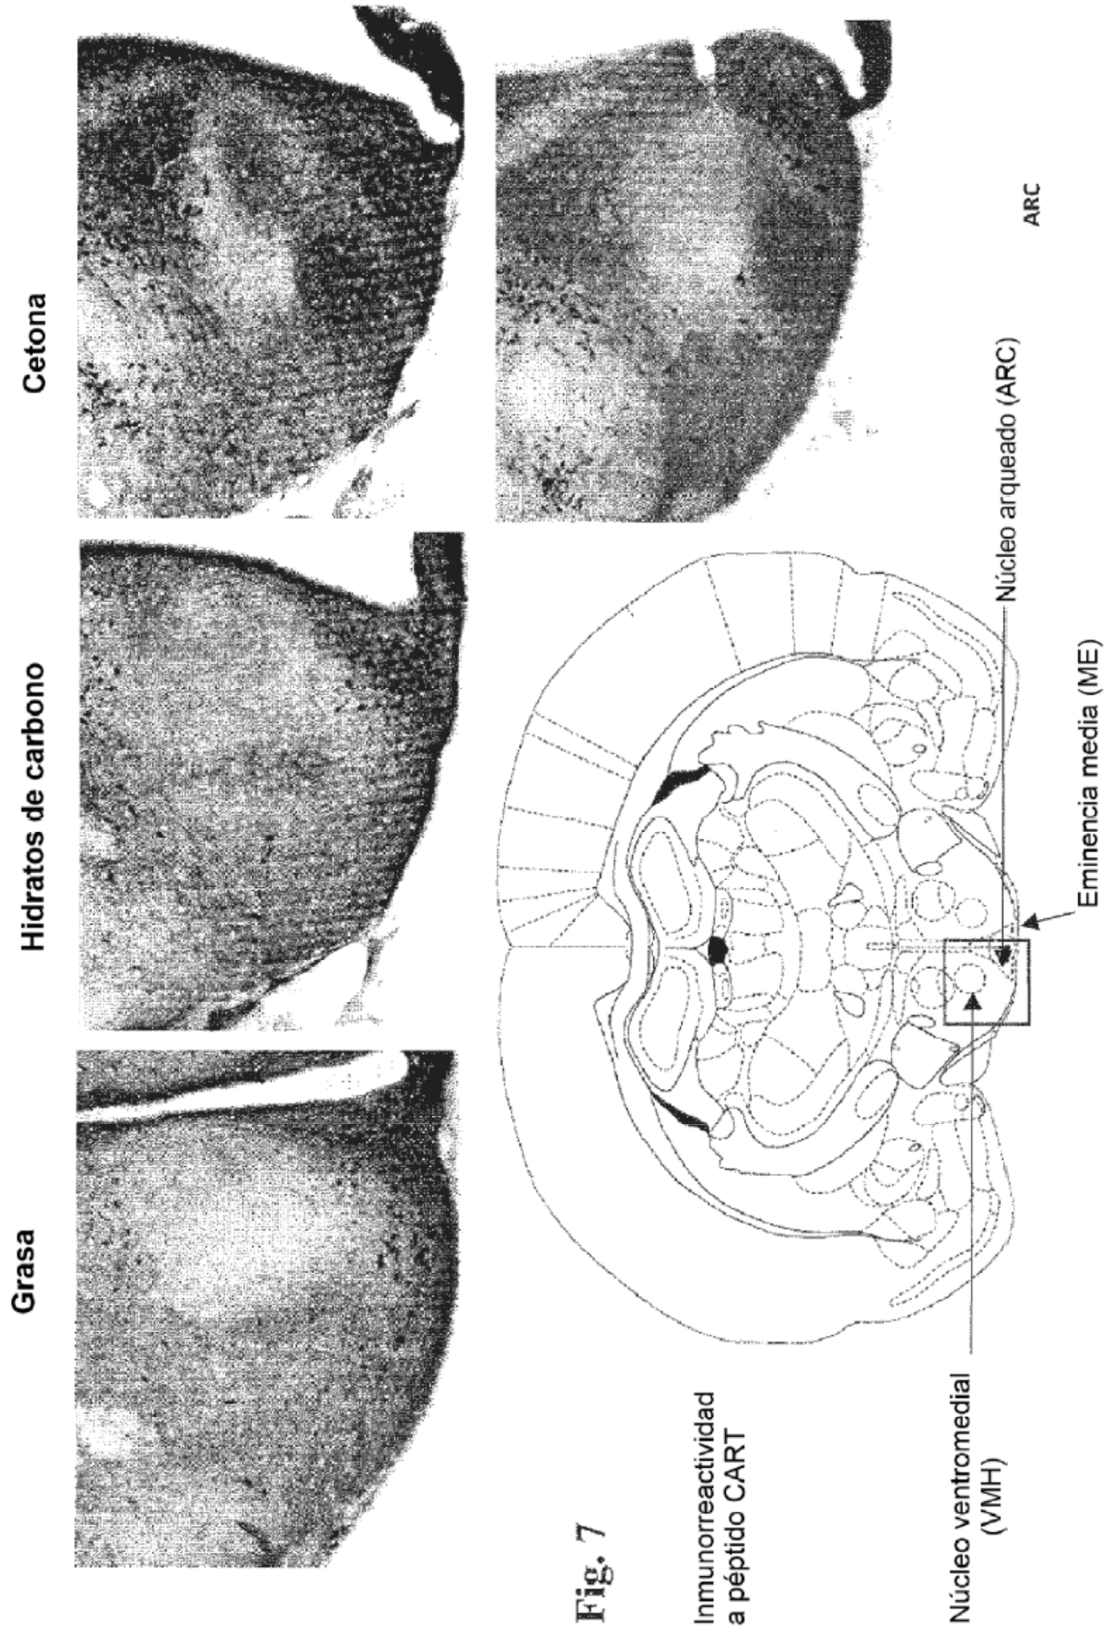 Grasa
Hidratos de carbono
Cetona
Fig. 7
Inmunorreactividad
a péptido CART
Núcleo ventromedial
(VMH)
Eminencia media (ME)
Núcleo arqueado (ARC)
ARC